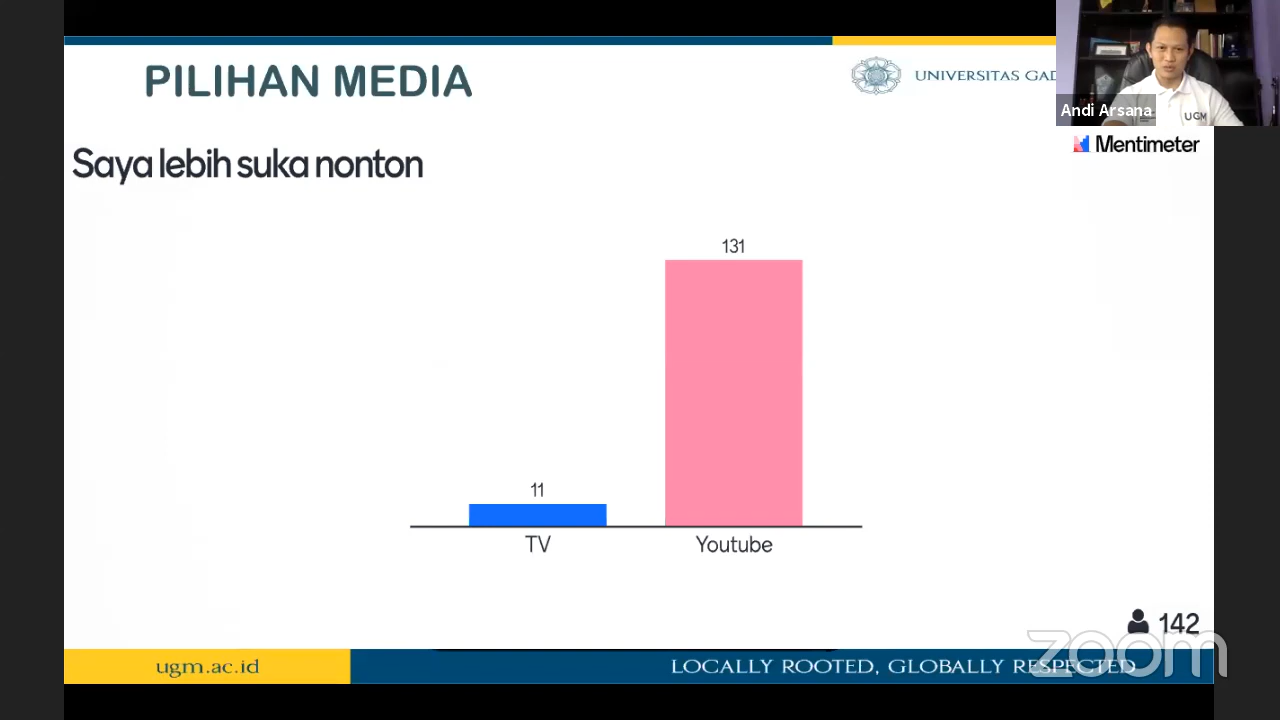 PILIHAN MEDIA
UNIVERSITAS GAD
Andi Arsana
UGM
Mentimeter
Saya lebih suka nonton
131
11
TV
Youtube
142
zoom
ugm.ac.id
LOCALLY ROOTED, GLOBALLY RESPECTED